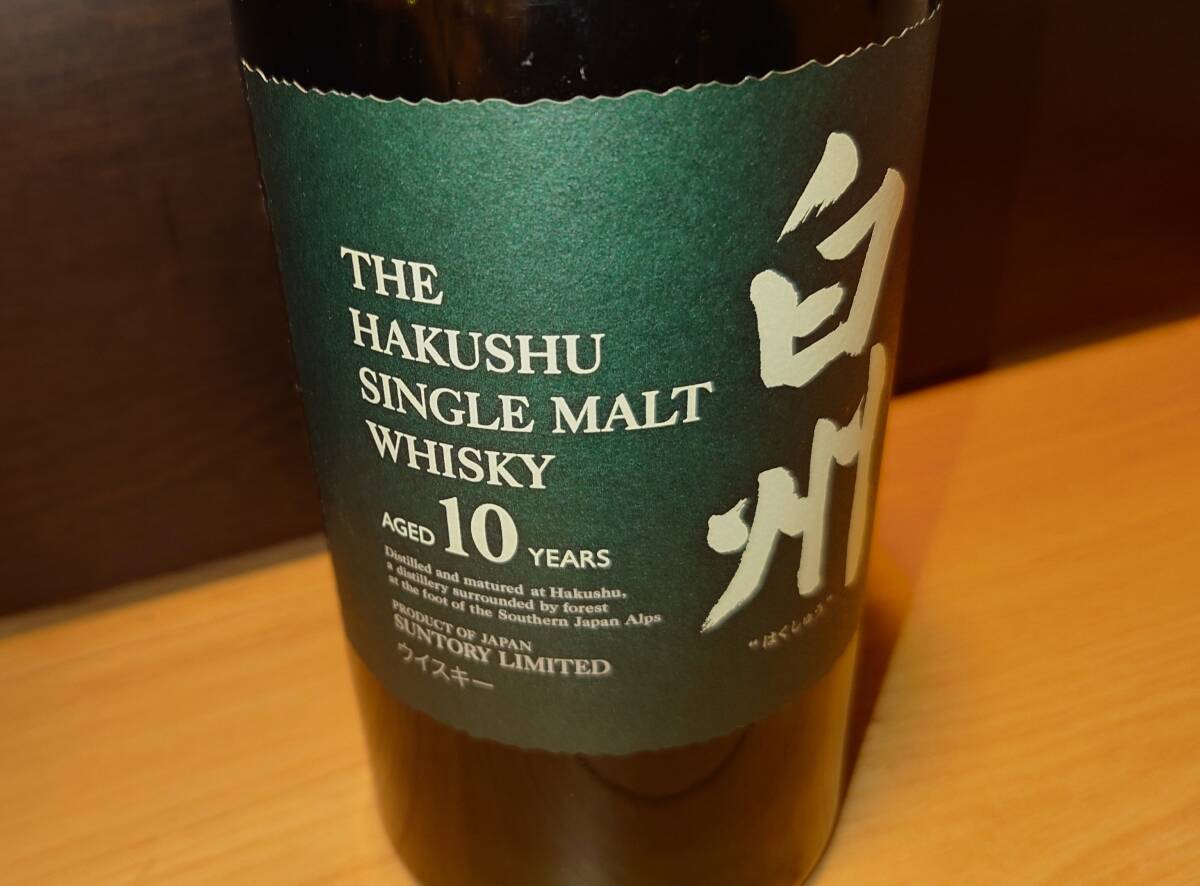 THE
HAKUSHU
SINGLE MALT
WHISKY
AGED 10 YEARS
Distilled and matured at Hakushu,
a distillery surrounded by forest
at the foot of the Southern Japan Alps
PRODUCT OF JAPAN
SUNTORY LIMITED
ウイスキー
白州
"はくしゅう"